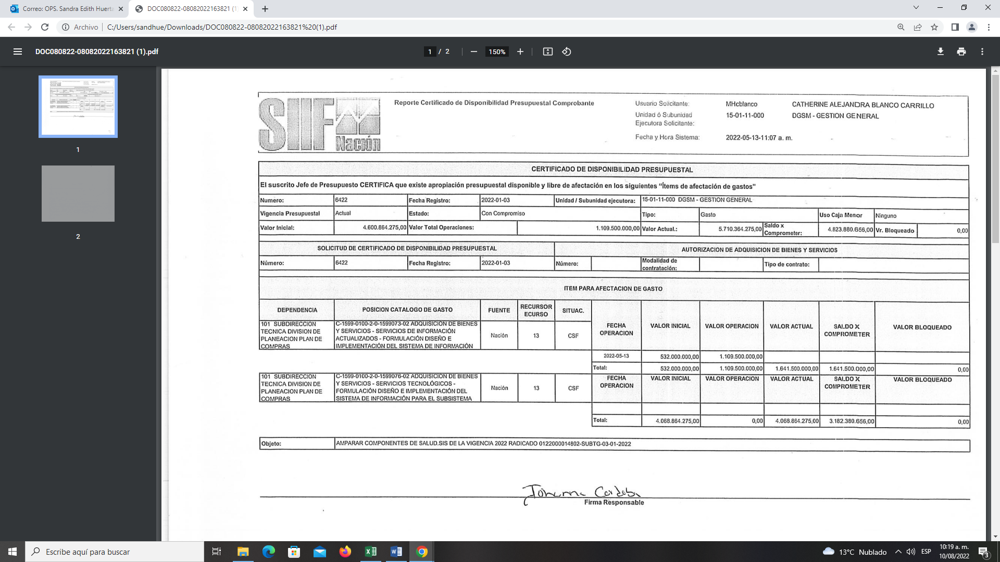 Correo: OPS. Sandra Edith Huerta
DOC080822-08082022163821 (1
Archivo
C:/Users/sandhue/Downloads/DOC080822-08082022163821%20(1).pdf
DOC080822-08082022163821 (1).pdf
1 / 2
150%
1
2
SIIF Nación
Reporte Certificado de Disponibilidad Presupuestal Comprobante
Usuario Solicitante: MHcblanco CATHERINE ALEJANDRA BLANCO CARRILLO
Unidad ó Subunidad Ejecutora Solicitante: 15-01-11-000 DGSM - GESTION GENERAL
Fecha y Hora Sistema: 2022-05-13-11:07 a. m.
CERTIFICADO DE DISPONIBILIDAD PRESUPUESTAL
El suscrito Jefe de Presupuesto CERTIFICA que existe apropiación presupuestal disponible y libre de afectación en los siguientes "Ítems de afectación de gastos"
Numero: 6422 Fecha Registro: 2022-01-03 Unidad / Subunidad ejecutora: 15-01-11-000 DGSM - GESTION GENERAL
Vigencia Presupuestal Actual Estado: Con Compromiso Tipo: Gasto Uso Caja Menor Ninguno
Valor Inicial: 4.600.864.275,00 Valor Total Operaciones: 1.109.500.000,00 Valor Actual.: 5.710.364.275,00 Saldo x Comprometer: 4.823.880.656,00 Vr. Bloqueado 0,00
SOLICITUD DE CERTIFICADO DE DISPONIBILIDAD PRESUPUESTAL
AUTORIZACION DE ADQUISICION DE BIENES Y SERVICIOS
Número: 6422 Fecha Registro: 2022-01-03 Número: Modalidad de contratación: Tipo de contrato:
ITEM PARA AFECTACION DE GASTO
DEPENDENCIA POSICION CATALOGO DE GASTO FUENTE RECURSOR ECURSO SITUAC.
FECHA OPERACION VALOR INICIAL VALOR OPERACION VALOR ACTUAL SALDO X COMPROMETER VALOR BLOQUEADO
101 SUBDIRECCION TECNICA DIVISION DE PLANEACION PLAN DE COMPRAS
C-1599-0100-2-0-1599073-02 ADQUISICION DE BIENES
Y SERVICIOS - SERVICIOS DE INFORMACIÓN
ACTUALIZADOS - FORMULACIÓN DISEÑO E
IMPLEMENTACIÓN DEL SISTEMA DE INFORMACIÓN
Nación 13 CSF
2022-05-13 532.000.000,00 1.109.500.000,00
Total: 532.000.000,00 1.109.500.000,00 1.641.500.000,00 1.641.500.000,00 0,00
101 SUBDIRECCION TECNICA DIVISION DE PLANEACION PLAN DE COMPRAS
C-1599-0100-2-0-1599076-02 ADQUISICION DE BIENES
Y SERVICIOS - SERVICIOS TECNOLÓGICOS -
FORMULACIÓN DISEÑO E IMPLEMENTACIÓN DEL
SISTEMA DE INFORMACIÓN PARA EL SUBSISTEMA
Nación 13 CSF
FECHA OPERACION VALOR INICIAL VALOR OPERACION VALOR ACTUAL SALDO X COMPROMETER VALOR BLOQUEADO
Total: 4.068.864.275,00 0,00 4.068.864.275,00 3.182.380.656,00 0,00
Objeto: AMPARAR COMPONENTES DE SALUD.SIS DE LA VIGENCIA 2022 RADICADO 0122000014802-SUBTG-03-01-2022
Firma Responsable
Escribe aquí para buscar
13°C Nublado
ESP
10:19 a. m.
10/08/2022
3